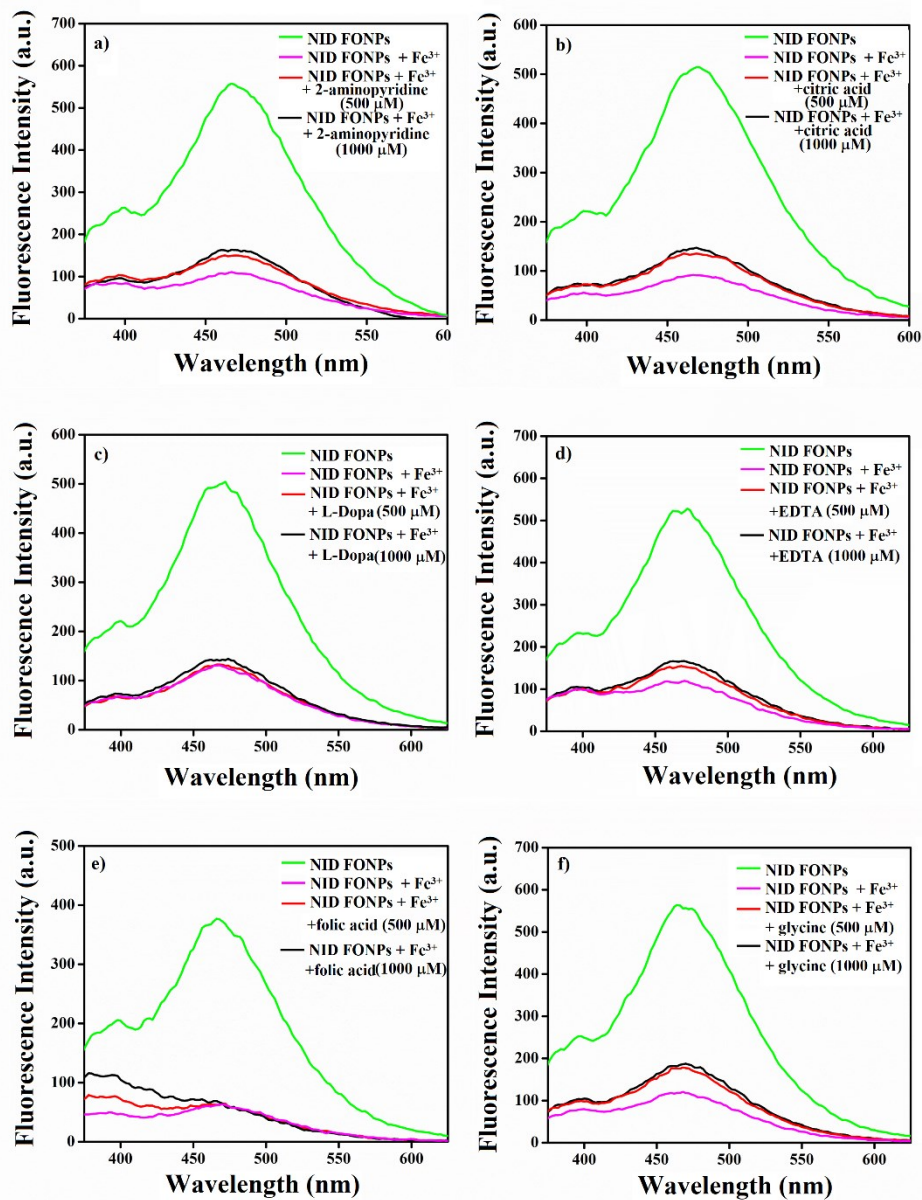 a)
NID FONPs
NID FONPs + Fe³⁺
NID FONPs + Fe³⁺
+ 2-aminopyridine
(500 µM)
NID FONPs + Fe³⁺
+ 2-aminopyridine
(1000 µM)
Fluorescence Intensity (a.u.)
700
600
500
400
300
200
100
0
400 450 500 550 60
Wavelength (nm)
b)
NID FONPs
NID FONPs + Fe³⁺
NID FONPs + Fe³⁺
+citric acid
(500 µM)
NID FONPs + Fe³⁺
+citric acid
(1000 µM)
Fluorescence Intensity (a.u.)
600
500
400
300
200
100
0
400 450 500 550 600
Wavelength (nm)
c)
NID FONPs
NID FONPs + Fe³⁺
NID FONPs + Fe³⁺
+ L-Dopa (500 µM)
NID FONPs + Fe³⁺
+ L-Dopa(1000 µM)
Fluorescence Intensity (a.u.)
600
500
400
300
200
100
0
400 450 500 550 600
Wavelength (nm)
d)
NID FONPs
NID FONPs + Fe³⁺
NID FONPs + Fe³⁺
+EDTA (500 µM)
NID FONPs + Fe³⁺
+EDTA (1000 µM)
Fluorescence Intensity (a.u.)
700
600
500
400
300
200
100
0
400 450 500 550 600
Wavelength (nm)
e)
NID FONPs
NID FONPs + Fe³⁺
NID FONPs + Fe³⁺
+folic acid (500 µM)
NID FONPs + Fe³⁺
+folic acid(1000 µM)
Fluorescence Intensity (a.u.)
500
400
300
200
100
0
400 450 500 550 600
Wavelength (nm)
f)
NID FONPs
NID FONPs + Fe³⁺
NID FONPs + Fe³⁺
+ glycine (500 µM)
NID FONPs + Fe³⁺
+ glycine (1000 µM)
Fluorescence Intensity (a.u.)
700
600
500
400
300
200
100
0
400 450 500 550 600
Wavelength (nm)